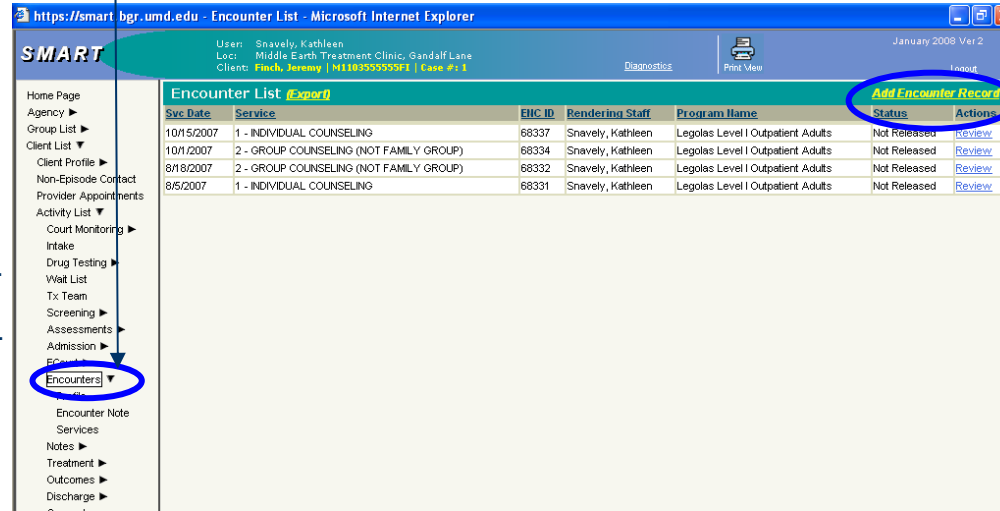 https://smart.bgr.umd.edu - Encounter List - Microsoft Internet Explorer
SMART
User: Snavely, Kathleen
Loc: Middle Earth Treatment Clinic, Gandalf Lane
Client: Finch, Jeremy | M1103555555FI | Case #: 1
Diagnostics
Print View
January 2008 Ver 2
Logout
Home Page
Agency ►
Group List ►
Client List ▼
Client Profile ►
Non-Episode Contact
Provider Appointments
Activity List ▼
Court Monitoring ►
Intake
Drug Testing ►
Wait List
Tx Team
Screening ►
Assessments ►
Admission ►
Encounters ▼
Profile
Encounter Note
Services
Notes ►
Treatment ►
Outcomes ►
Discharge ►
Encounter List (Export) Add Encounter Record
Svc Date Service ENC ID Rendering Staff Program Name Status Actions
10/15/2007 1 - INDIVIDUAL COUNSELING 68337 Snavely, Kathleen Legolas Level I Outpatient Adults Not Released Review
10/1/2007 2 - GROUP COUNSELING (NOT FAMILY GROUP) 68334 Snavely, Kathleen Legolas Level I Outpatient Adults Not Released Review
8/18/2007 2 - GROUP COUNSELING (NOT FAMILY GROUP) 68332 Snavely, Kathleen Legolas Level I Outpatient Adults Not Released Review
8/5/2007 1 - INDIVIDUAL COUNSELING 68331 Snavely, Kathleen Legolas Level I Outpatient Adults Not Released Review